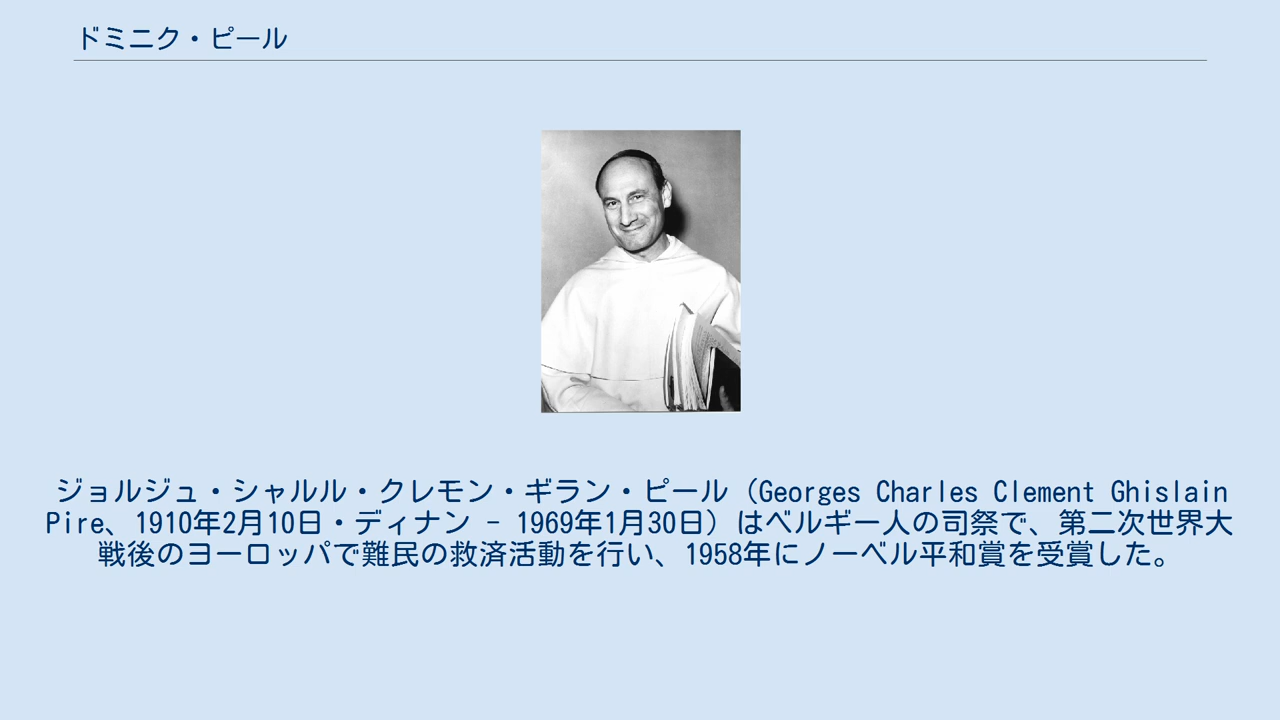 ドミニク・ピール
ジョルジュ・シャルル・クレモン・ギラン・ピール（Georges Charles Clement Ghislain
Pire、1910年2月10日・ディナン - 1969年1月30日）はベルギー人の司祭で、第二次世界大
戦後のヨーロッパで難民の救済活動を行い、1958年にノーベル平和賞を受賞した。